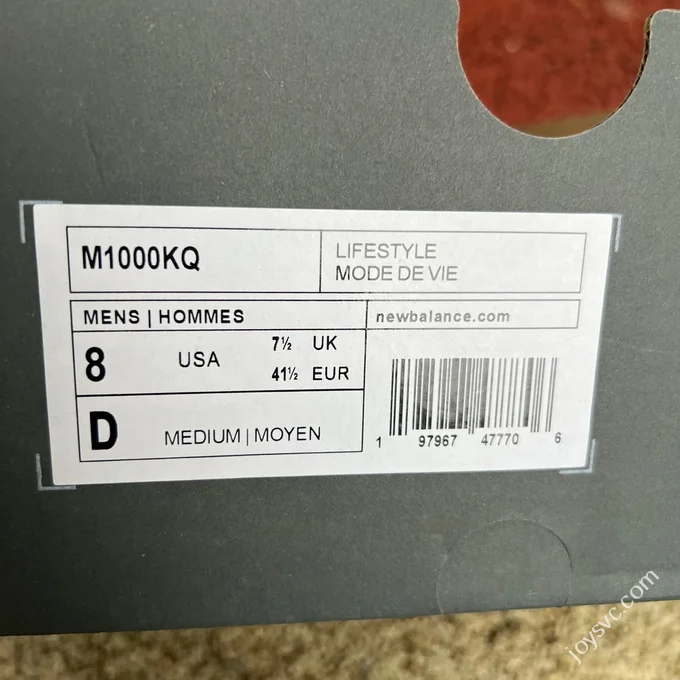 M1000KQ
LIFESTYLE
MODE DE VIE
MENS | HOMMES
newbalance.com
8 USA 7½ UK
41½ EUR
D MEDIUM | MOYEN
1 97967 47770 6
joysvc.com